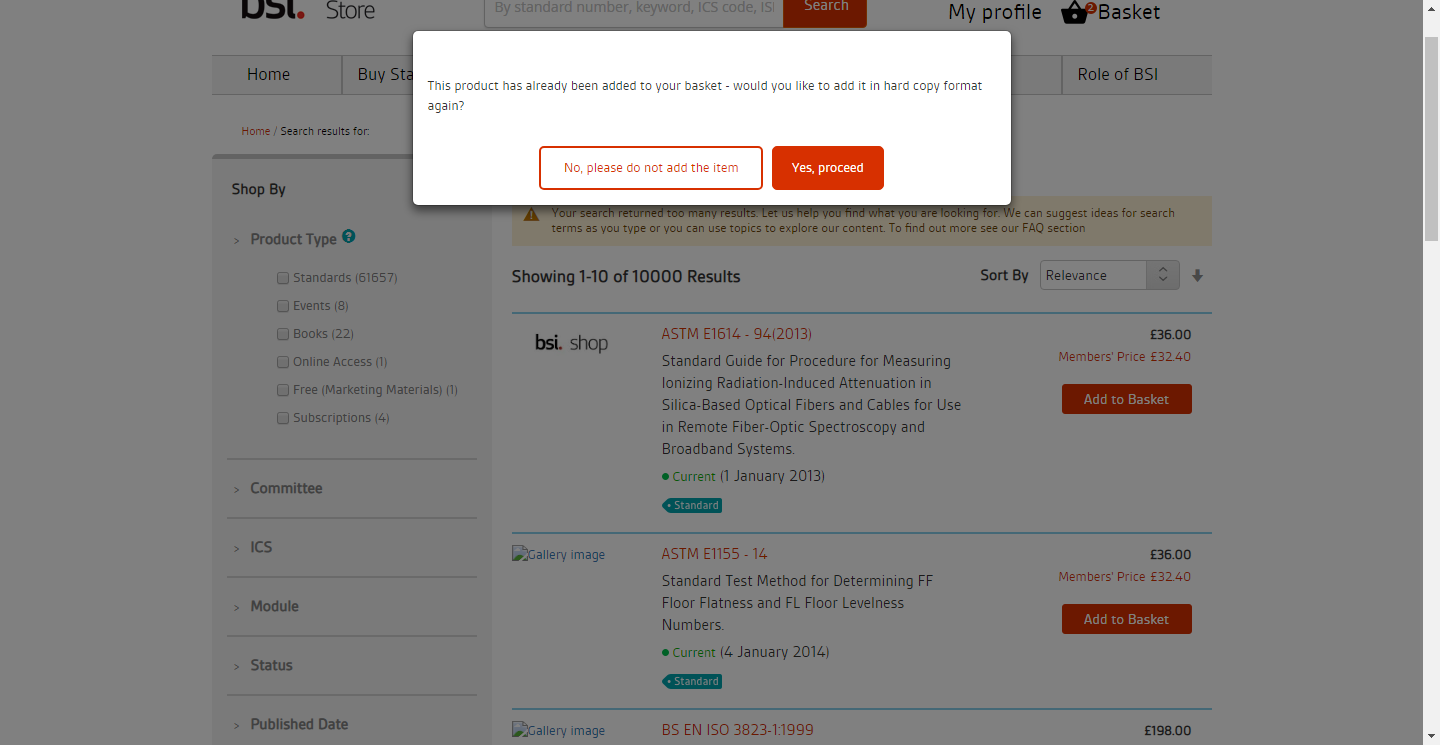 bsi. Store
By standard number, keyword, ICS code, ISI
Search
My profile
2
Basket
Home
Buy Sta
Role of BSI
This product has already been added to your basket - would you like to add it in hard copy format
again?
No, please do not add the item
Yes, proceed
Home / Search results for:
Shop By
> Product Type ?
Standards (61657)
Events (8)
Books (22)
Online Access (1)
Free (Marketing Materials) (1)
Subscriptions (4)
> Committee
> ICS
> Module
> Status
> Published Date
Your search returned too many results. Let us help you find what you are looking for. We can suggest ideas for search
terms as you type or you can use topics to explore our content. To find out more see our FAQ section
Showing 1-10 of 10000 Results
Sort By
Relevance
bsi. shop
ASTM E1614 - 94(2013)
Standard Guide for Procedure for Measuring
Ionizing Radiation-Induced Attenuation in
Silica-Based Optical Fibers and Cables for Use
in Remote Fiber-Optic Spectroscopy and
Broadband Systems.
Current (1 January 2013)
Standard
£36.00
Members' Price £32.40
Add to Basket
Gallery image
ASTM E1155 - 14
Standard Test Method for Determining FF
Floor Flatness and FL Floor Levelness
Numbers.
Current (4 January 2014)
Standard
£36.00
Members' Price £32.40
Add to Basket
Gallery image
BS EN ISO 3823-1:1999
£198.00